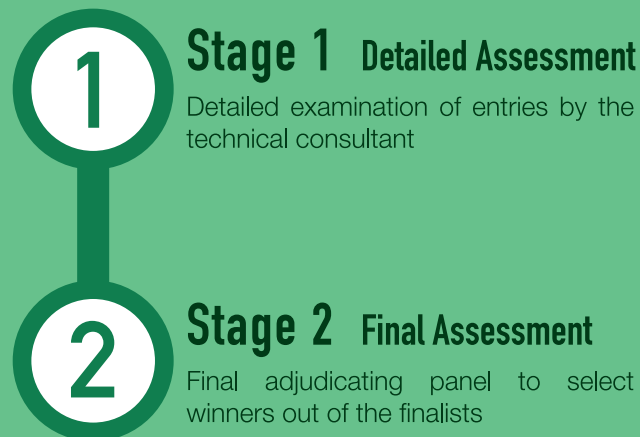 1
Stage 1 Detailed Assessment
Detailed examination of entries by the
technical consultant
2
Stage 2 Final Assessment
Final adjudicating panel to select
winners out of the finalists